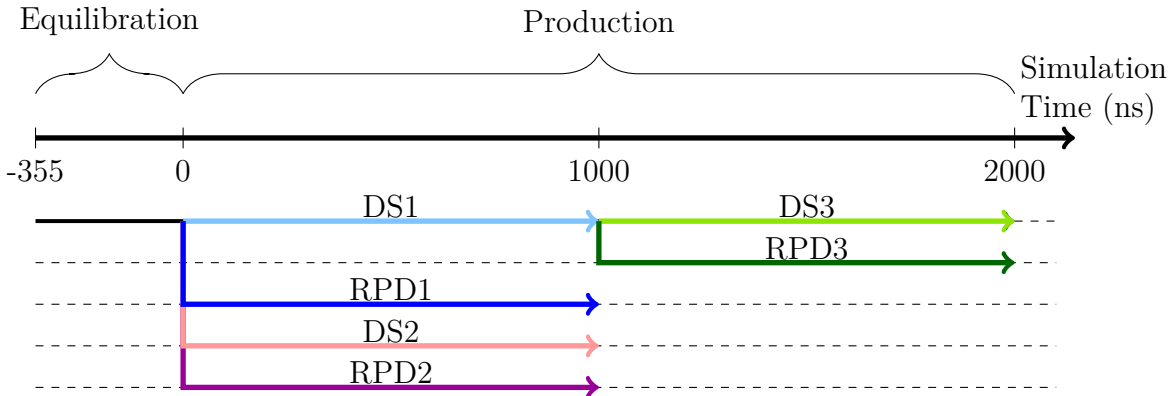 Equilibration
Production
Simulation
Time (ns)
-355
0
1000
2000
DS1
DS3
RPD3
RPD1
DS2
RPD2